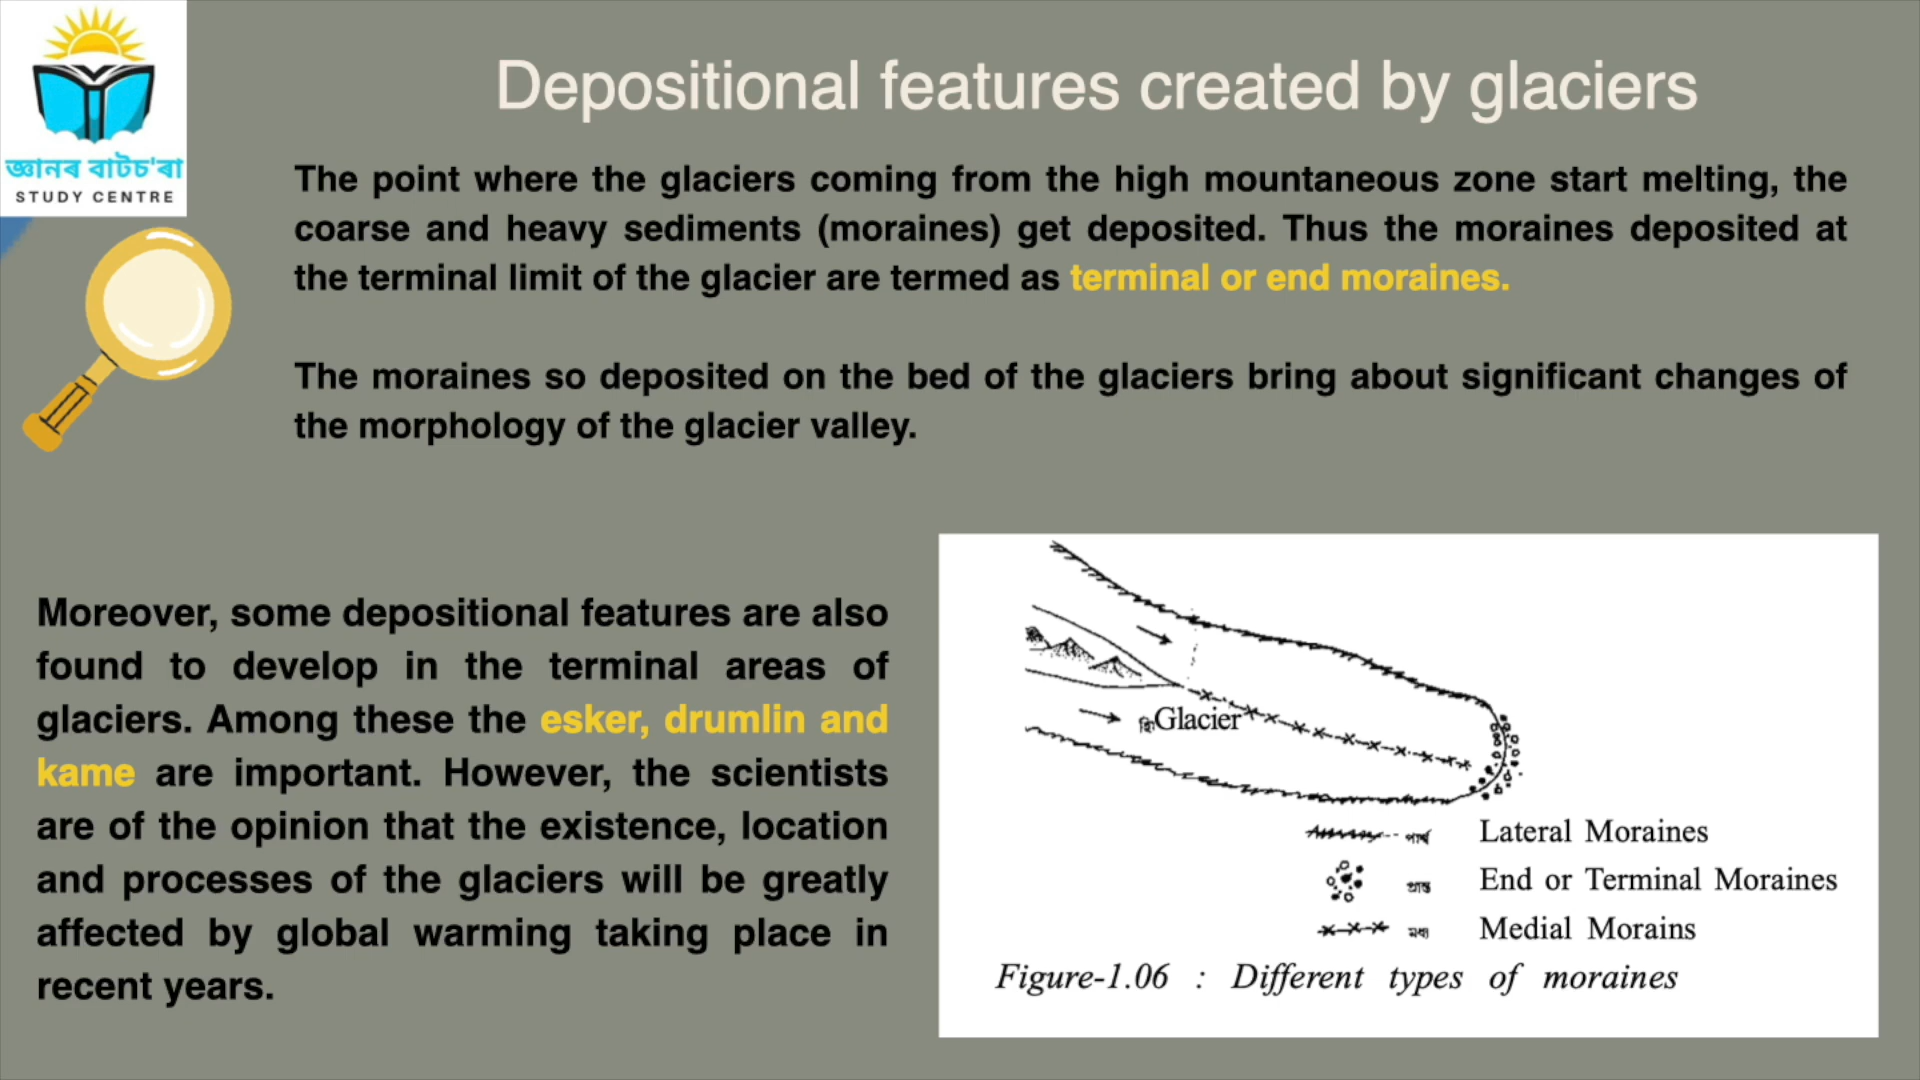 জ্ঞানৰ বাটচ'ৰা
STUDY CENTRE
Depositional features created by glaciers
The point where the glaciers coming from the high mountaneous zone start melting, the
coarse and heavy sediments (moraines) get deposited. Thus the moraines deposited at
the terminal limit of the glacier are termed as terminal or end moraines.
The moraines so deposited on the bed of the glaciers bring about significant changes of
the morphology of the glacier valley.
Moreover, some depositional features are also
found to develop in the terminal areas of
glaciers. Among these the esker, drumlin and
kame are important. However, the scientists
are of the opinion that the existence, location
and processes of the glaciers will be greatly
affected by global warming taking place in
recent years.
Glacier
পাৰ্শ্ব Lateral Moraines
প্ৰান্ত End or Terminal Moraines
মধ্য Medial Morains
Figure-1.06 : Different types of moraines